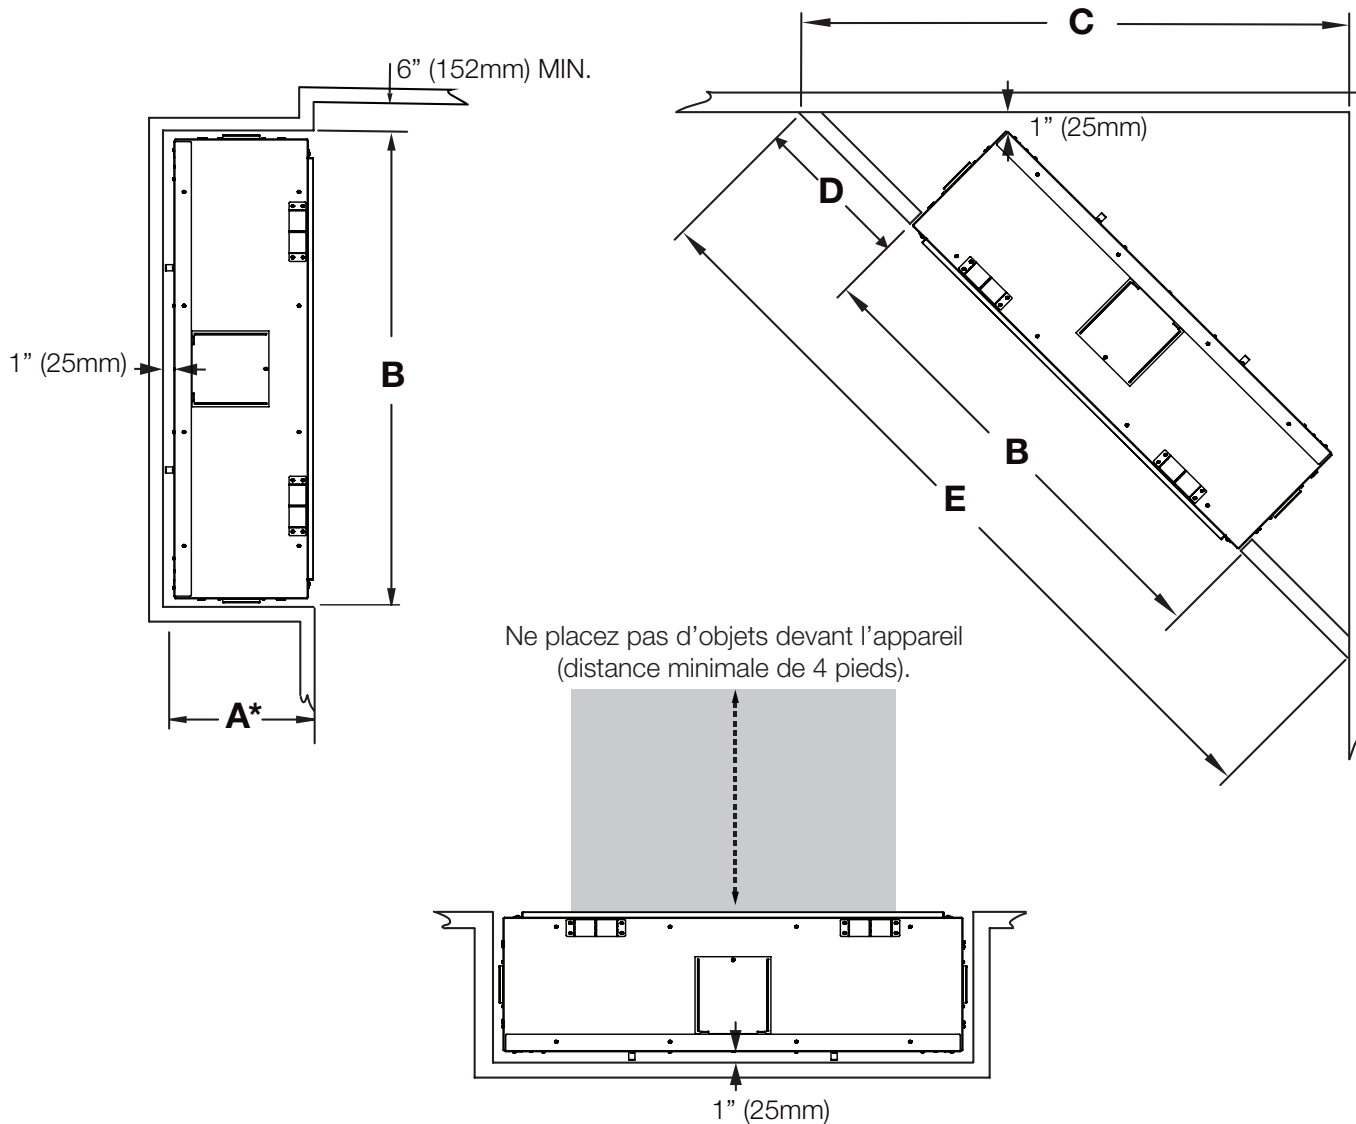 C
6” (152mm) MIN.
1” (25mm)
D
1” (25mm)
B
B
E
Ne placez pas d’objets devant l’appareil
(distance minimale de 4 pieds).
A*
1” (25mm)